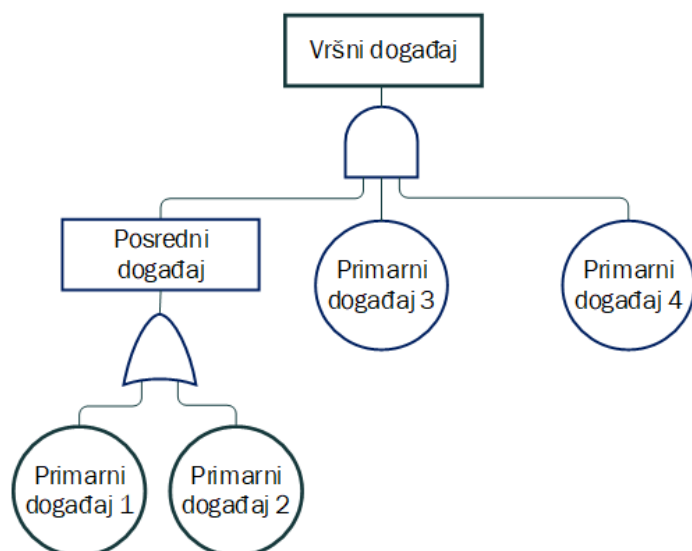 Vršni događaj
Posredni
događaj
Primarni
događaj 3
Primarni
događaj 4
Primarni
događaj 1
Primarni
događaj 2